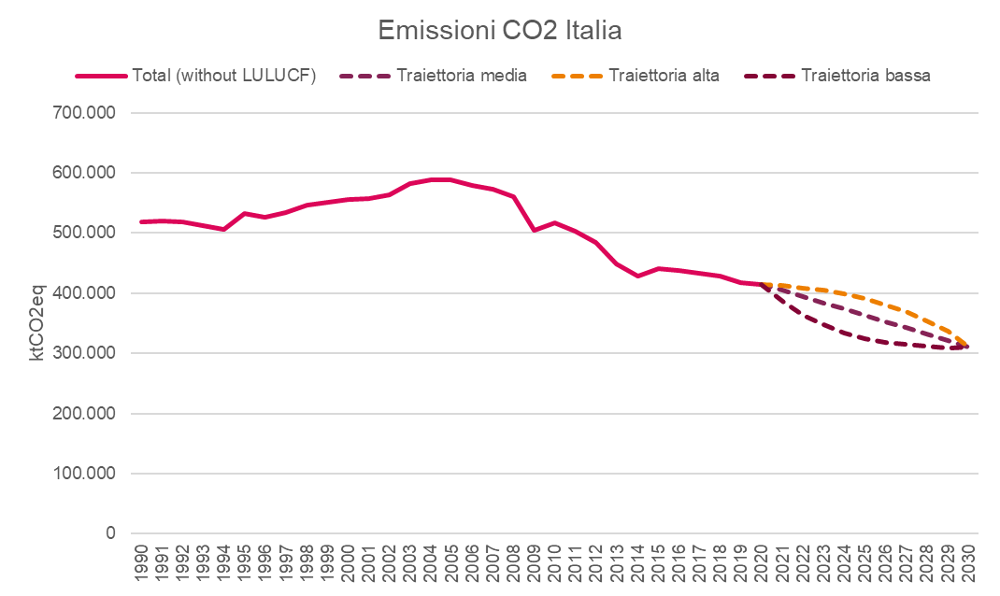 Emissioni CO2 Italia
Total (without LULUCF) Traiettoria media Traiettoria alta Traiettoria bassa
ktCO2eq
700.000
600.000
500.000
400.000
300.000
200.000
100.000
0
1990 1991 1992 1993 1994 1995 1996 1997 1998 1999 2000 2001 2002 2003 2004 2005 2006 2007 2008 2009 2010 2011 2012 2013 2014 2015 2016 2017 2018 2019 2020 2021 2022 2023 2024 2025 2026 2027 2028 2029 2030